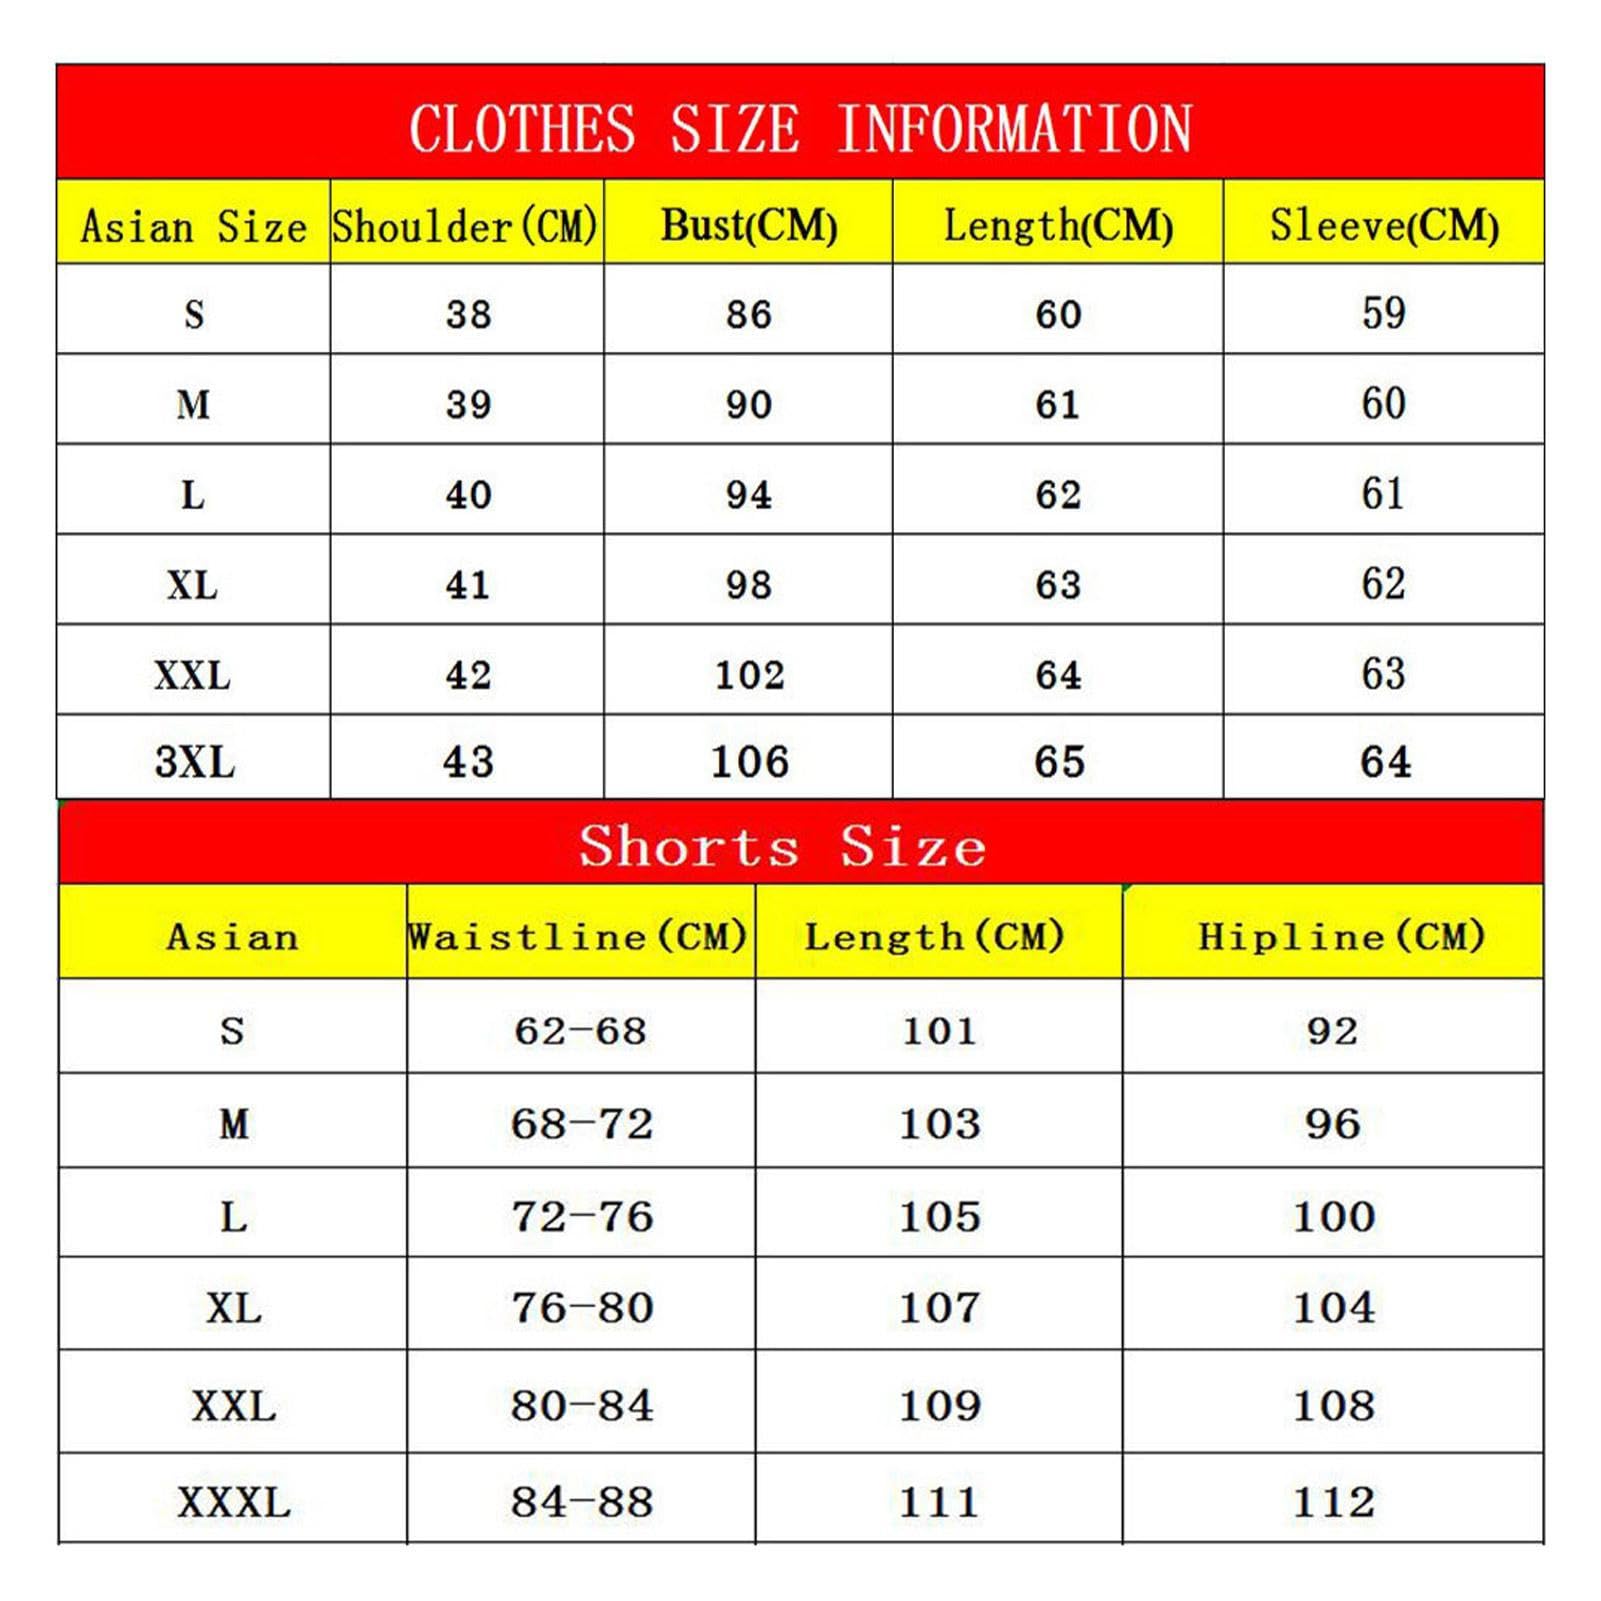 CLOTHES SIZE INFORMATION
Asian Size Shoulder(CM) Bust(CM) Length(CM) Sleeve(CM)
S 38 86 60 59
M 39 90 61 60
L 40 94 62 61
XL 41 98 63 62
XXL 42 102 64 63
3XL 43 106 65 64
Shorts Size
Asian Waistline(CM) Length(CM) Hipline(CM)
S 62-68 101 92
M 68-72 103 96
L 72-76 105 100
XL 76-80 107 104
XXL 80-84 109 108
XXXL 84-88 111 112